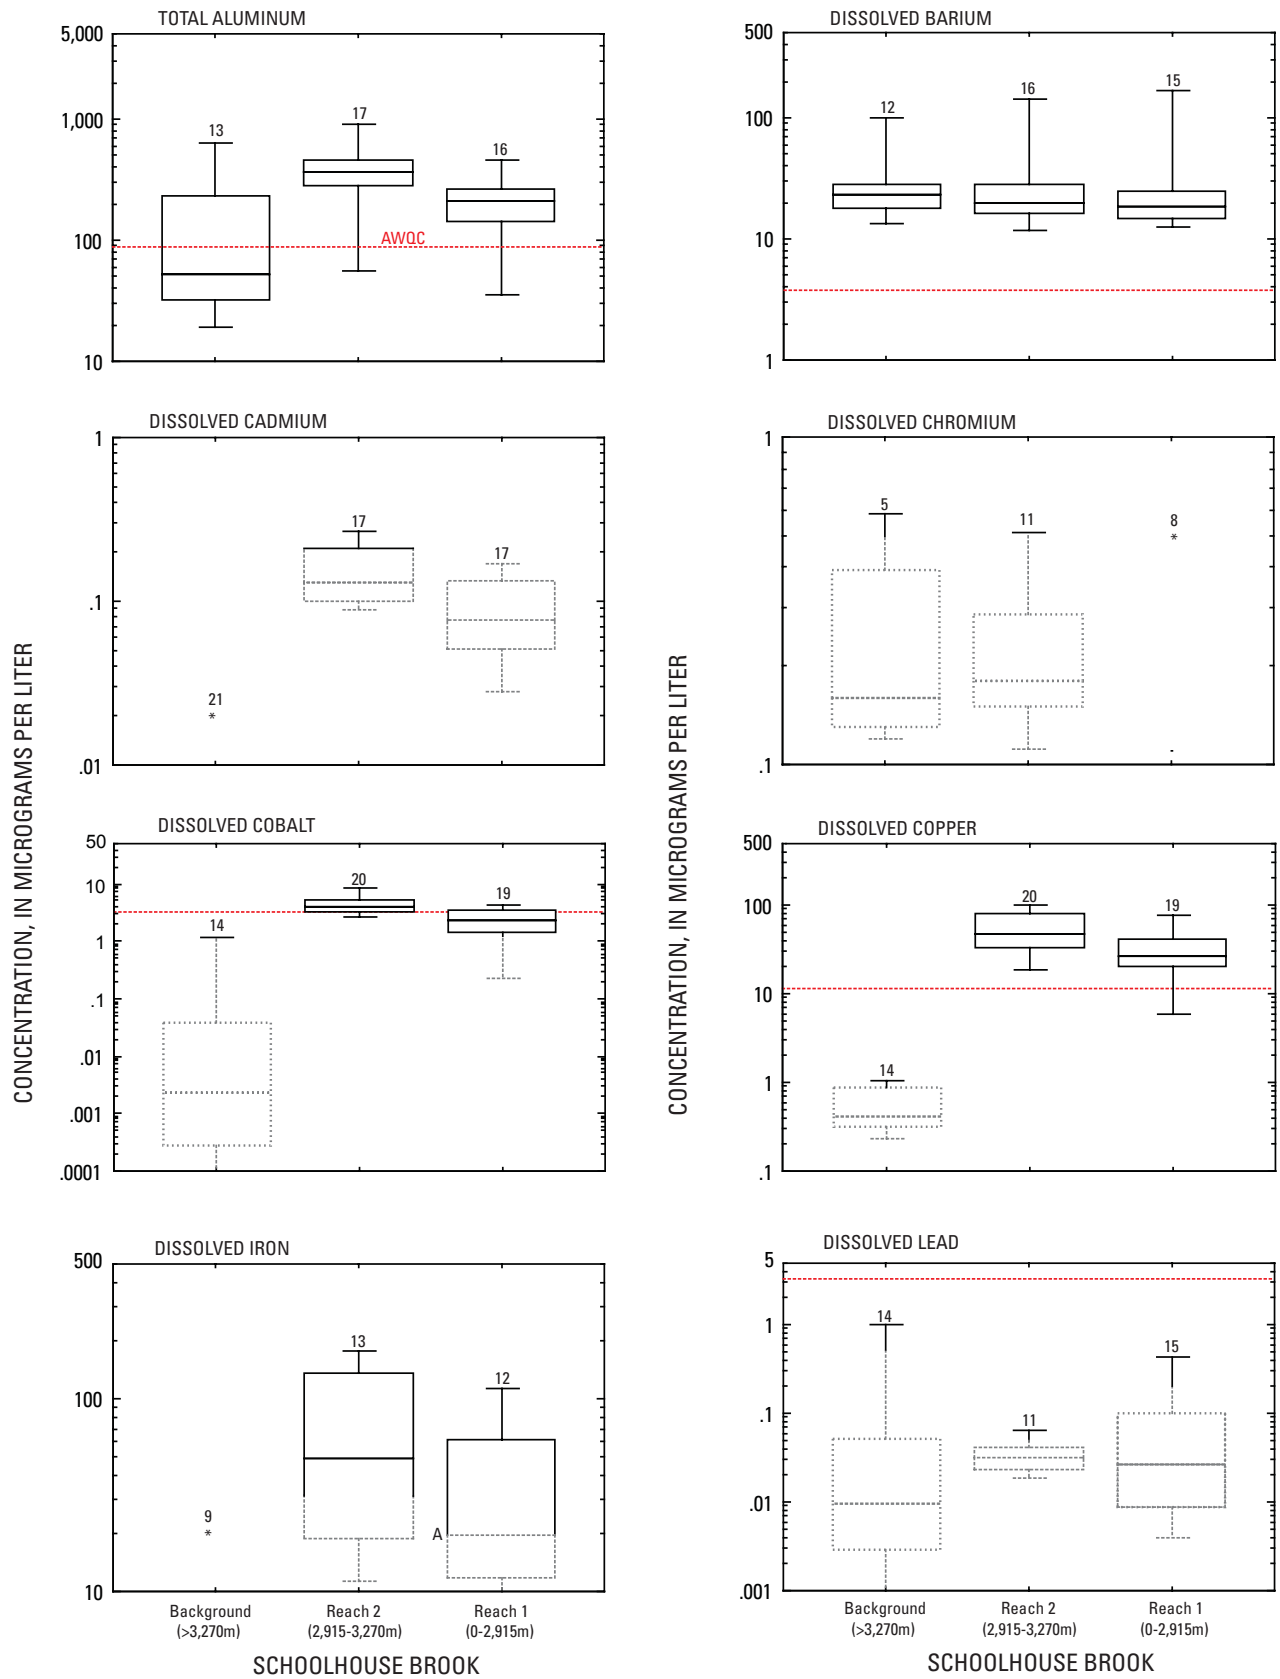 TOTAL ALUMINUM
5,000
1,000
100
10
13
17
16
AWQC
DISSOLVED BARIUM
500
100
10
1
12
16
15
DISSOLVED CADMIUM
1
.1
.01
21
*
17
17
DISSOLVED CHROMIUM
1
.1
5
11
8
*
CONCENTRATION, IN MICROGRAMS PER LITER
CONCENTRATION, IN MICROGRAMS PER LITER
DISSOLVED COBALT
50
10
1
.1
.01
.001
.0001
14
20
19
DISSOLVED COPPER
500
100
10
1
.1
14
20
19
DISSOLVED IRON
500
100
10
9
*
13
12
A
Background
(>3,270m)
Reach 2
(2,915-3,270m)
Reach 1
(0-2,915m)
SCHOOLHOUSE BROOK
DISSOLVED LEAD
5
1
.1
.01
.001
14
11
15
Background
(>3,270m)
Reach 2
(2,915-3,270m)
Reach 1
(0-2,915m)
SCHOOLHOUSE BROOK